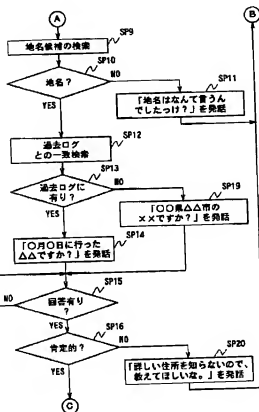 A
B
SP9
地名候補の検索
SP10
地名?
NO
YES
SP11
「地名はなんて言うん
でしたっけ?」を発話
SP12
過去ログ
との一致検索
SP13
過去ログに
有り?
NO
YES
SP19
「〇〇県△△市の
××ですか?」を発話
SP14
「〇月〇日に行った
△△ですか?」を発話
SP15
NO
回答有り
?
YES
SP16
肯定的?
NO
YES
SP20
「詳しい住所を知らないので、
教えてほしいな。」を発話
C